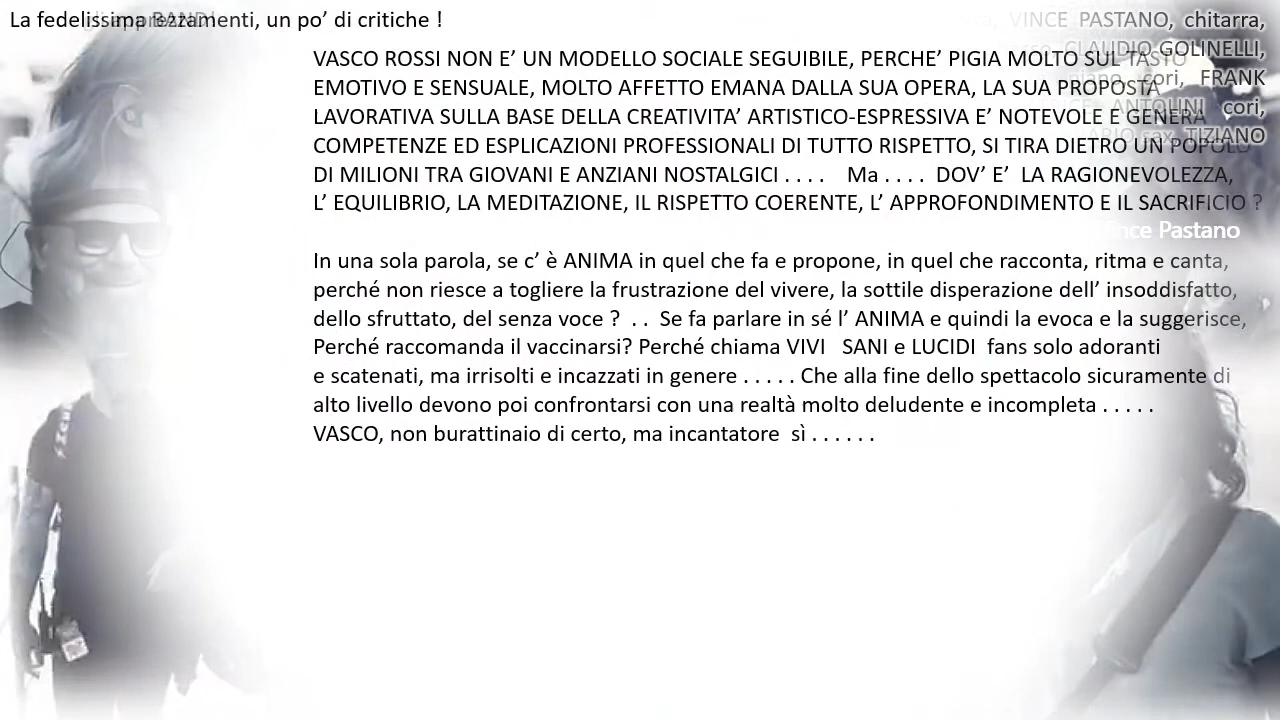 La fedelissima BAND!
apprezzamenti, un po’ di critiche !
VINCE PASTANO, chitarra,
CLAUDIO GOLINELLI,
cori, FRANK
ANTOLINI cori,
sax, TIZIANO
VASCO ROSSI NON E’ UN MODELLO SOCIALE SEGUIBILE, PERCHE’ PIGIA MOLTO SUL TASTO
EMOTIVO E SENSUALE, MOLTO AFFETTO EMANA DALLA SUA OPERA, LA SUA PROPOSTA
LAVORATIVA SULLA BASE DELLA CREATIVITA’ ARTISTICO-ESPRESSIVA E’ NOTEVOLE E GENERA
COMPETENZE ED ESPLICAZIONI PROFESSIONALI DI TUTTO RISPETTO, SI TIRA DIETRO UN POPOLO
DI MILIONI TRA GIOVANI E ANZIANI NOSTALGICI . . . . Ma . . . . DOV’ E’ LA RAGIONEVOLEZZA,
L’ EQUILIBRIO, LA MEDITAZIONE, IL RISPETTO COERENTE, L’ APPROFONDIMENTO E IL SACRIFICIO ?
Vince Pastano
In una sola parola, se c’ è ANIMA in quel che fa e propone, in quel che racconta, ritma e canta,
perché non riesce a togliere la frustrazione del vivere, la sottile disperazione dell’ insoddisfatto,
dello sfruttato, del senza voce ? . . Se fa parlare in sé l’ ANIMA e quindi la evoca e la suggerisce,
Perché raccomanda il vaccinarsi? Perché chiama VIVI SANI e LUCIDI fans solo adoranti
e scatenati, ma irrisolti e incazzati in genere . . . . . Che alla fine dello spettacolo sicuramente di
alto livello devono poi confrontarsi con una realtà molto deludente e incompleta . . . . .
VASCO, non burattinaio di certo, ma incantatore sì . . . . . .